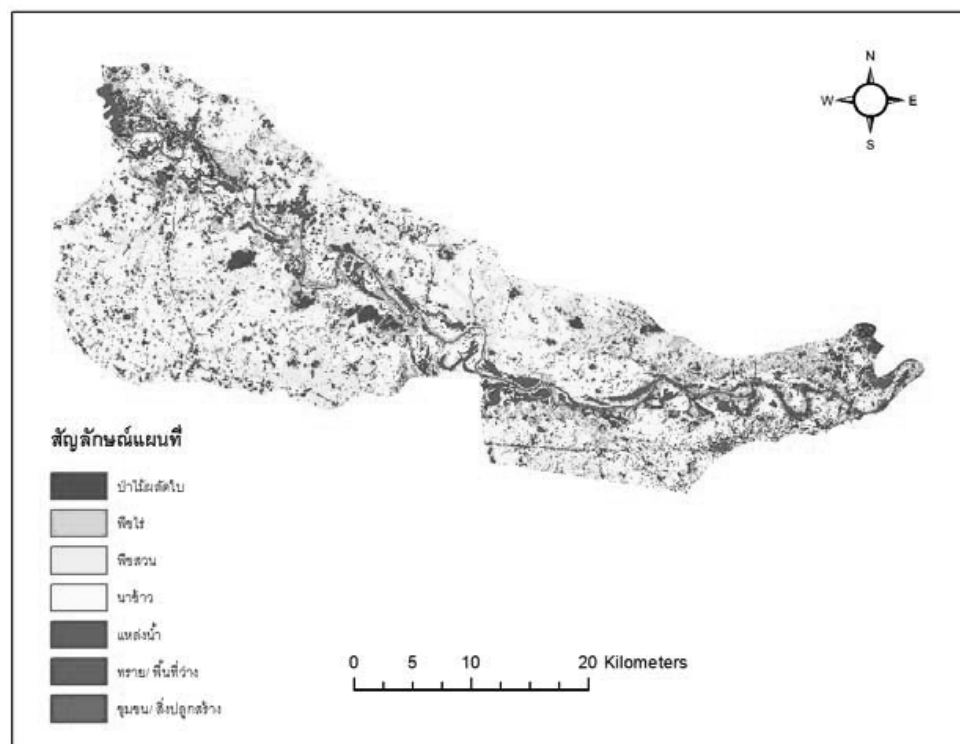 N
W E
S
สัญลักษณ์แผนที่
ป่าไม้ผลัดใบ
พืชไร่
พืชสวน
นาข้าว
แหล่งน้ำ
ทราย/ พื้นที่ว่าง
ชุมชน/ สิ่งปลูกสร้าง
0 5 10 20 Kilometers